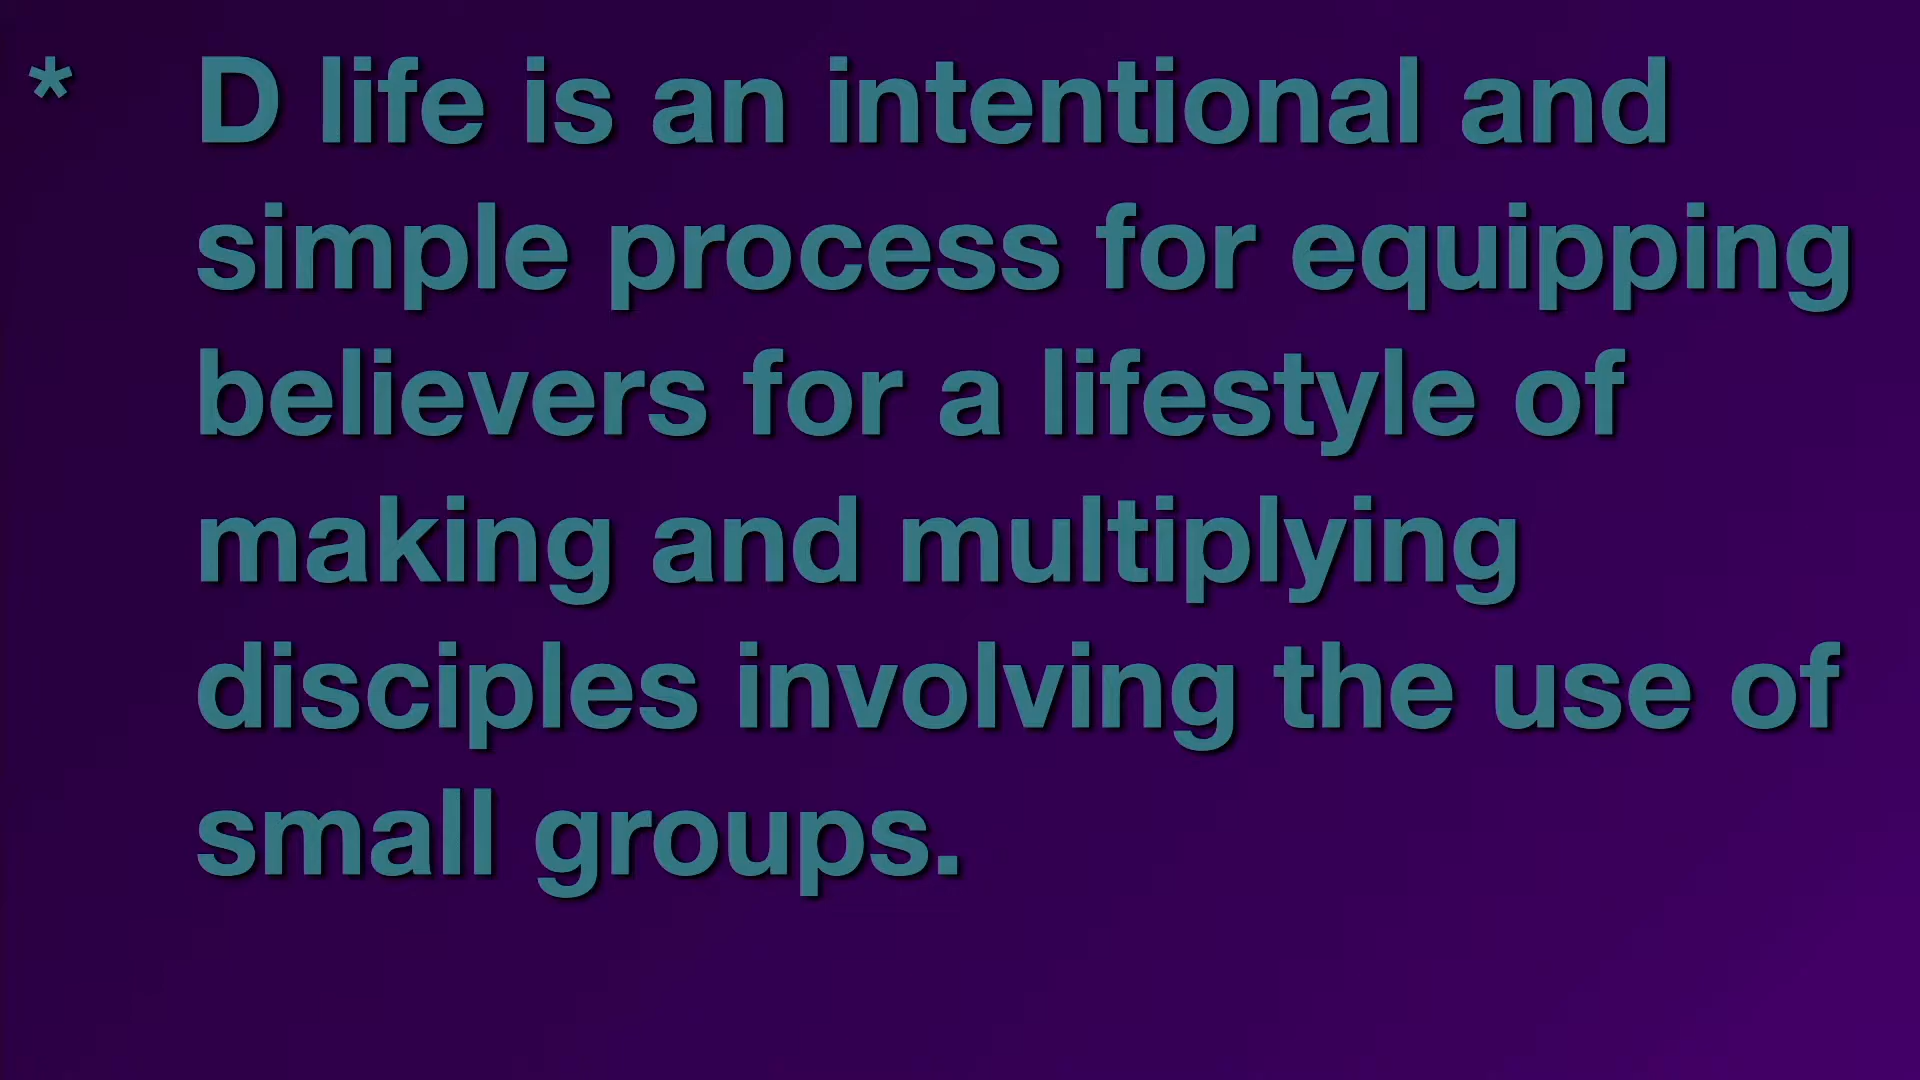 * D life is an intentional and
simple process for equipping
believers for a lifestyle of
making and multiplying
disciples involving the use of
small groups.